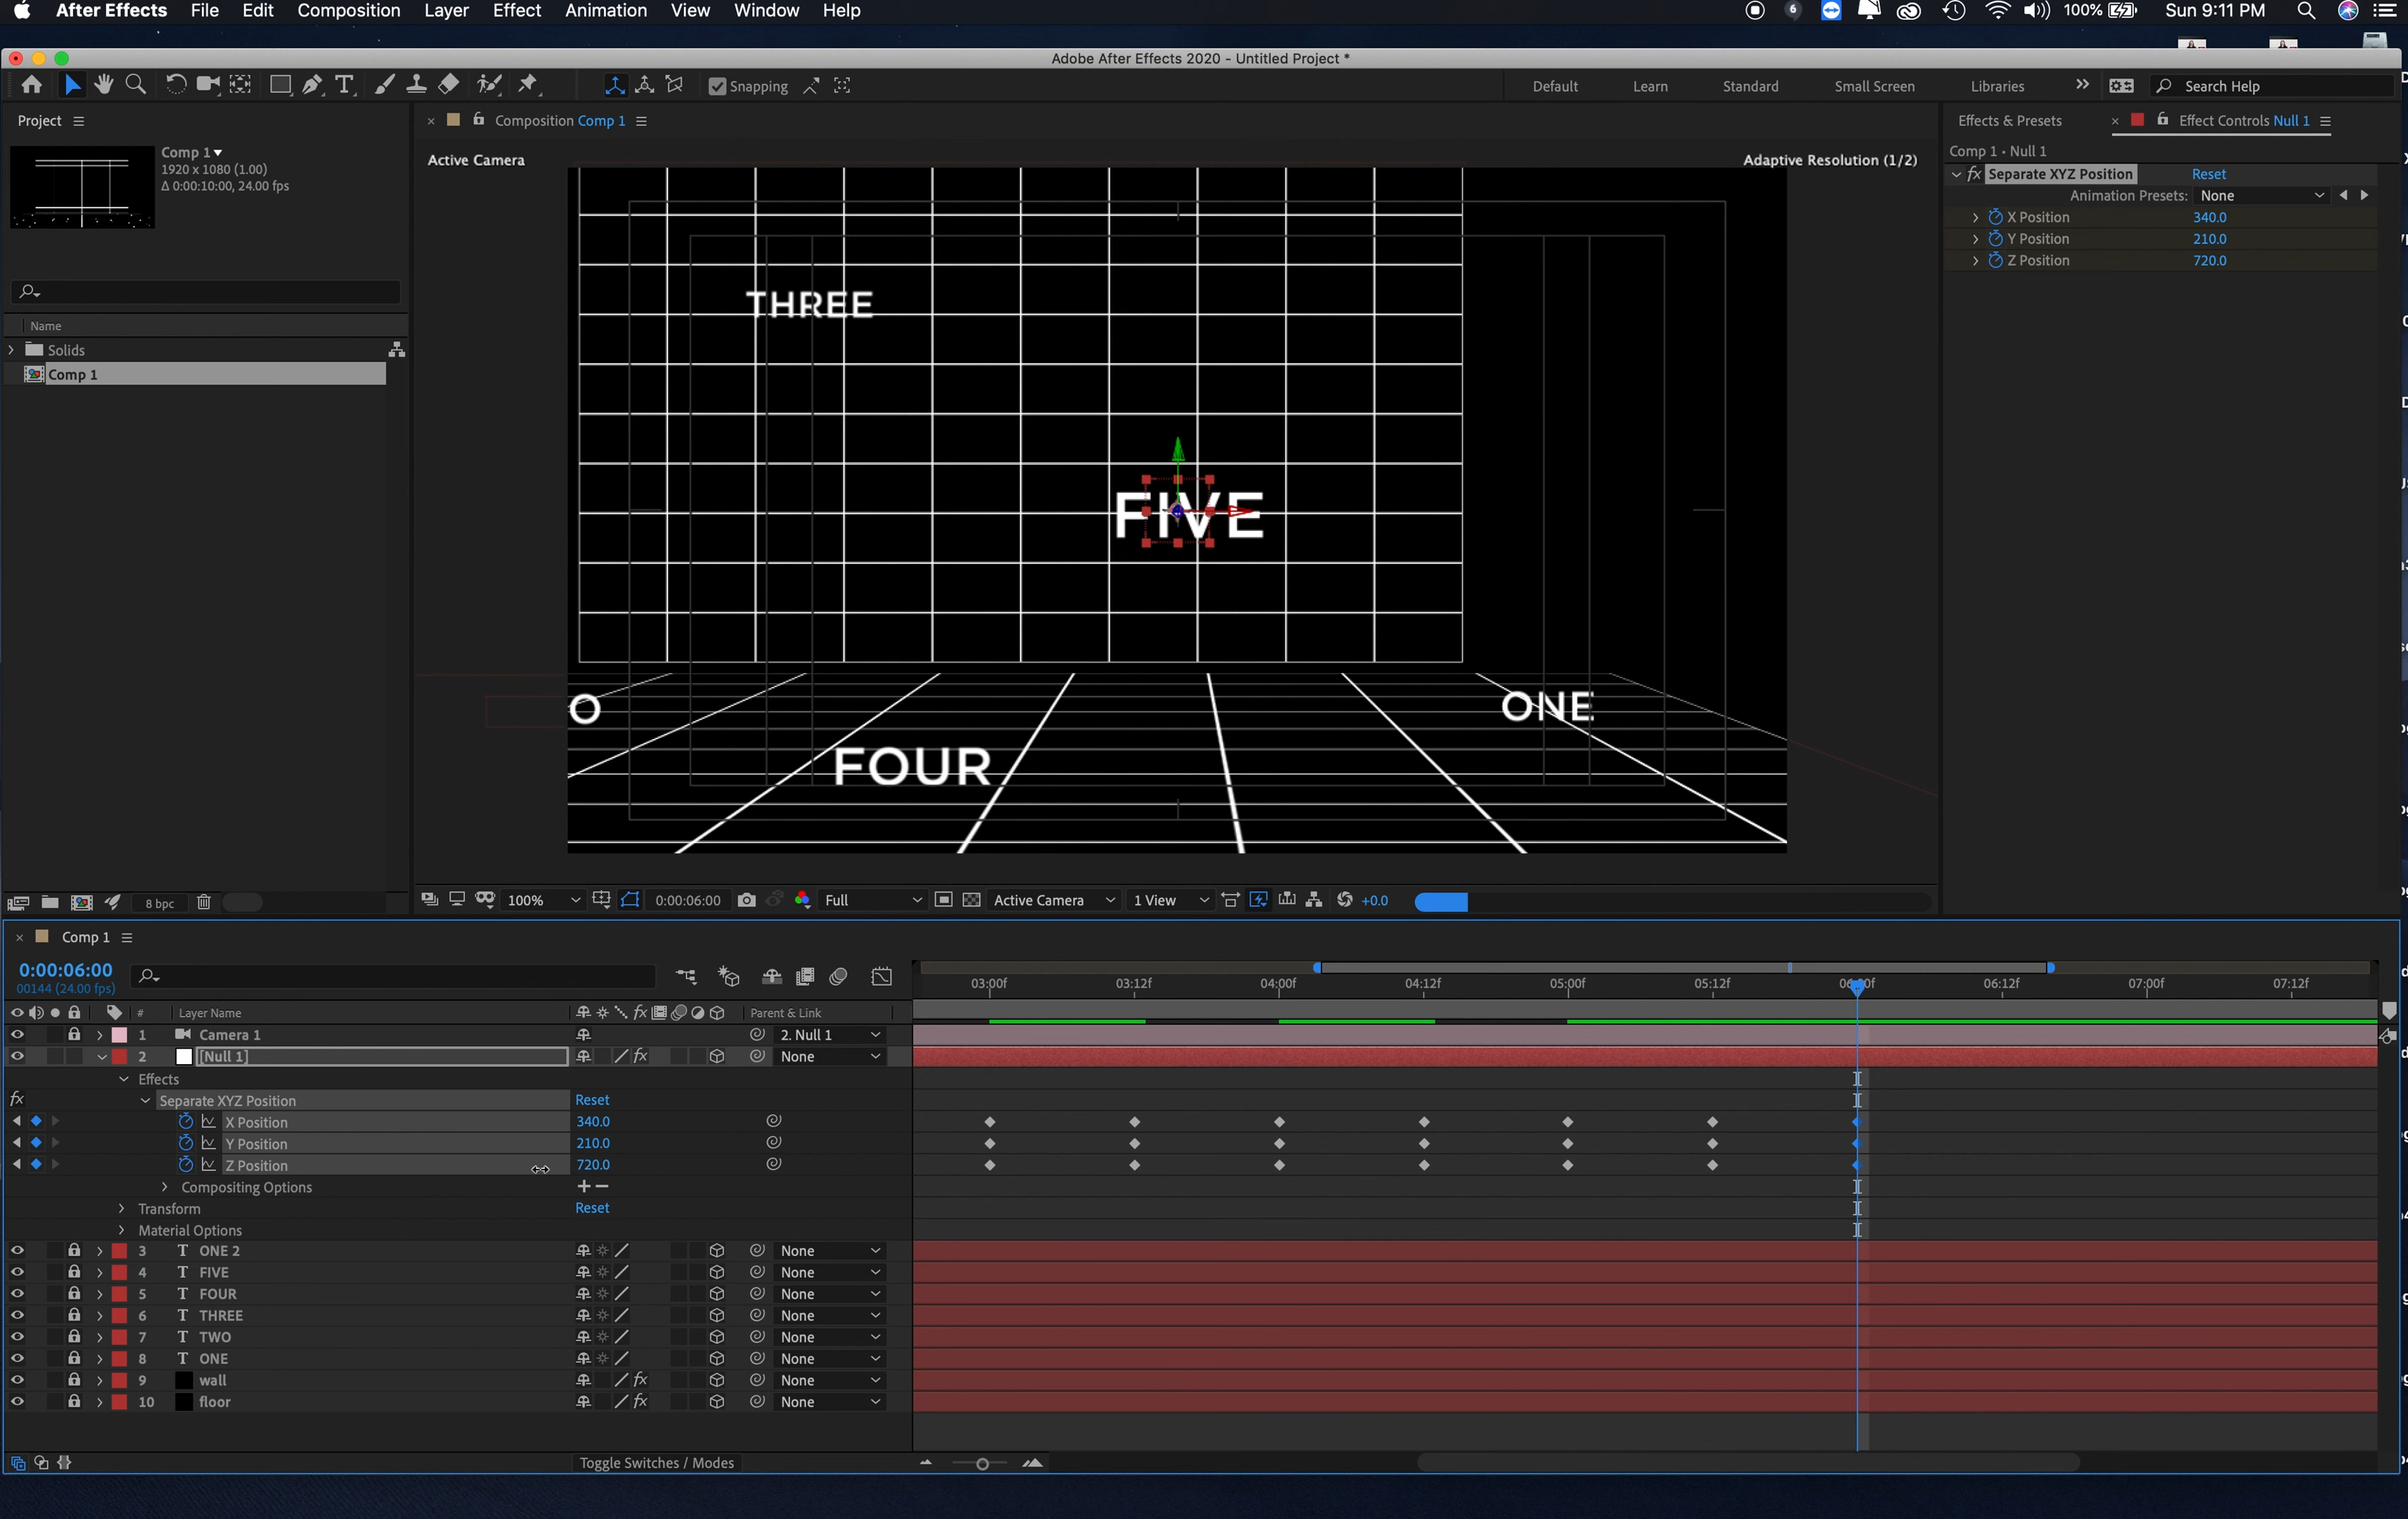 After Effects File Edit Composition Layer Effect Animation View Window Help 6 100% Sun 9:11 PM
Adobe After Effects 2020 - Untitled Project *
Snapping Default Learn Standard Small Screen Libraries Search Help
Project
Comp 1
1920 x 1080 (1.00)
Δ 0:00:10:00, 24.00 fps
Name
Solids
Comp 1
8 bpc
Composition Comp 1
Active Camera
Adaptive Resolution (1/2)
THREE
FIVE
O
ONE
FOUR
100% 0:00:06:00 Full Active Camera 1 View +0.0
Effects & Presets Effect Controls Null 1
Comp 1 • Null 1
fx Separate XYZ Position Reset
Animation Presets: None
X Position 340.0
Y Position 210.0
Z Position 720.0
Comp 1
0:00:06:00
00144 (24.00 fps)
03:00f 03:12f 04:00f 04:12f 05:00f 05:12f 06:00f 06:12f 07:00f 07:12f
# Layer Name fx Parent & Link
1 Camera 1 2. Null 1
2 [Null 1] fx None
Effects
fx Separate XYZ Position Reset
X Position 340.0
Y Position 210.0
Z Position 720.0
Compositing Options + −
Transform Reset
Material Options
3 T ONE 2 None
4 T FIVE None
5 T FOUR None
6 T THREE None
7 T TWO None
8 T ONE None
9 wall fx None
10 floor fx None
Toggle Switches / Modes